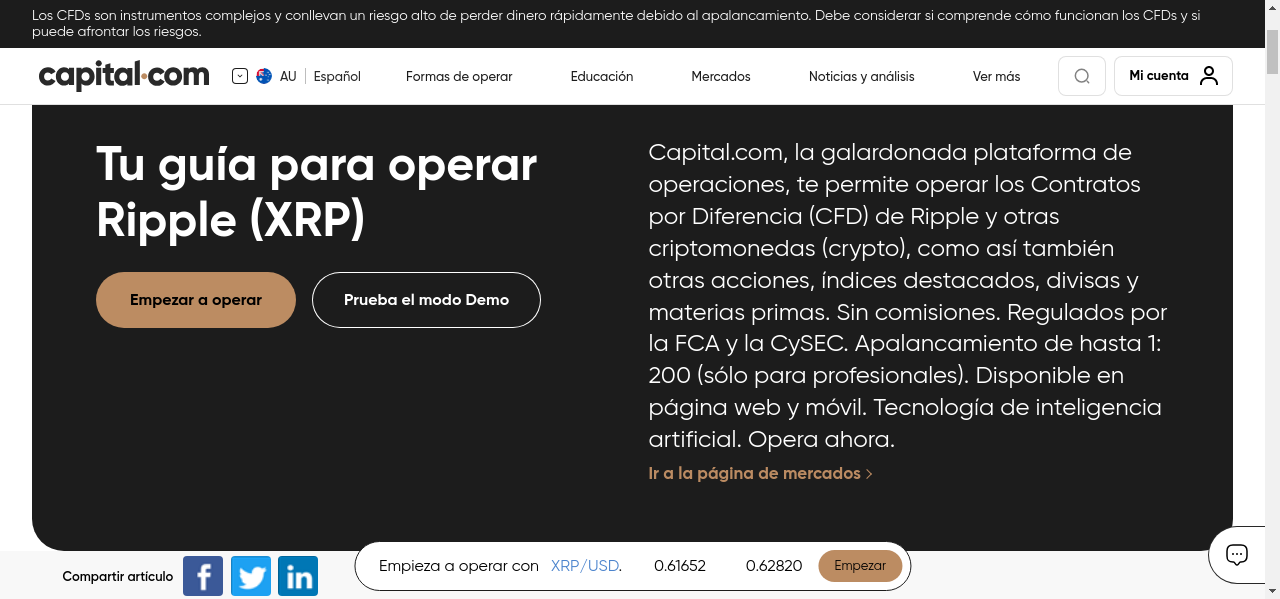 Los CFDs son instrumentos complejos y conllevan un riesgo alto de perder dinero rápidamente debido al apalancamiento. Debe considerar si comprende cómo funcionan los CFDs y si
puede afrontar los riesgos.
capital.com
AU | Español
Formas de operar
Educación
Mercados
Noticias y análisis
Ver más
Mi cuenta
Tu guía para operar
Ripple (XRP)
Empezar a operar
Prueba el modo Demo
Capital.com, la galardonada plataforma de
operaciones, te permite operar los Contratos
por Diferencia (CFD) de Ripple y otras
criptomonedas (crypto), como así también
otras acciones, índices destacados, divisas y
materias primas. Sin comisiones. Regulados por
la FCA y la CySEC. Apalancamiento de hasta 1:
200 (sólo para profesionales). Disponible en
página web y móvil. Tecnología de inteligencia
artificial. Opera ahora.
Ir a la página de mercados
Compartir artículo
Empieza a operar con XRP/USD. 0.61652 0.62820 Empezar